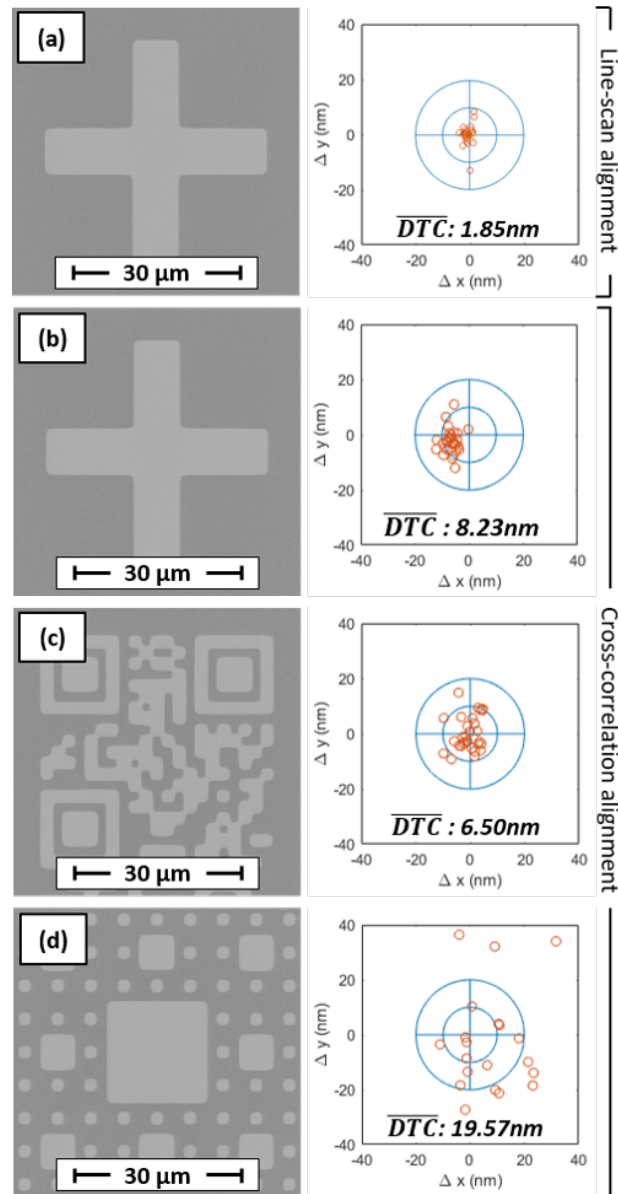 (a)
30 µm
40
20
0
-20
-40
Δ y (nm)
DTC: 1.85nm
-40 -20 0 20 40
Δ x (nm)
Line-scan alignment
(b)
30 µm
40
20
0
-20
-40
Δ y (nm)
DTC : 8.23nm
-40 -20 0 20 40
Δ x (nm)
(c)
30 µm
40
20
0
-20
-40
Δ y (nm)
DTC : 6.50nm
-40 -20 0 20 40
Δ x (nm)
Cross-correlation alignment
(d)
30 µm
40
20
0
-20
-40
Δ y (nm)
DTC : 19.57nm
-40 -20 0 20 40
Δ x (nm)